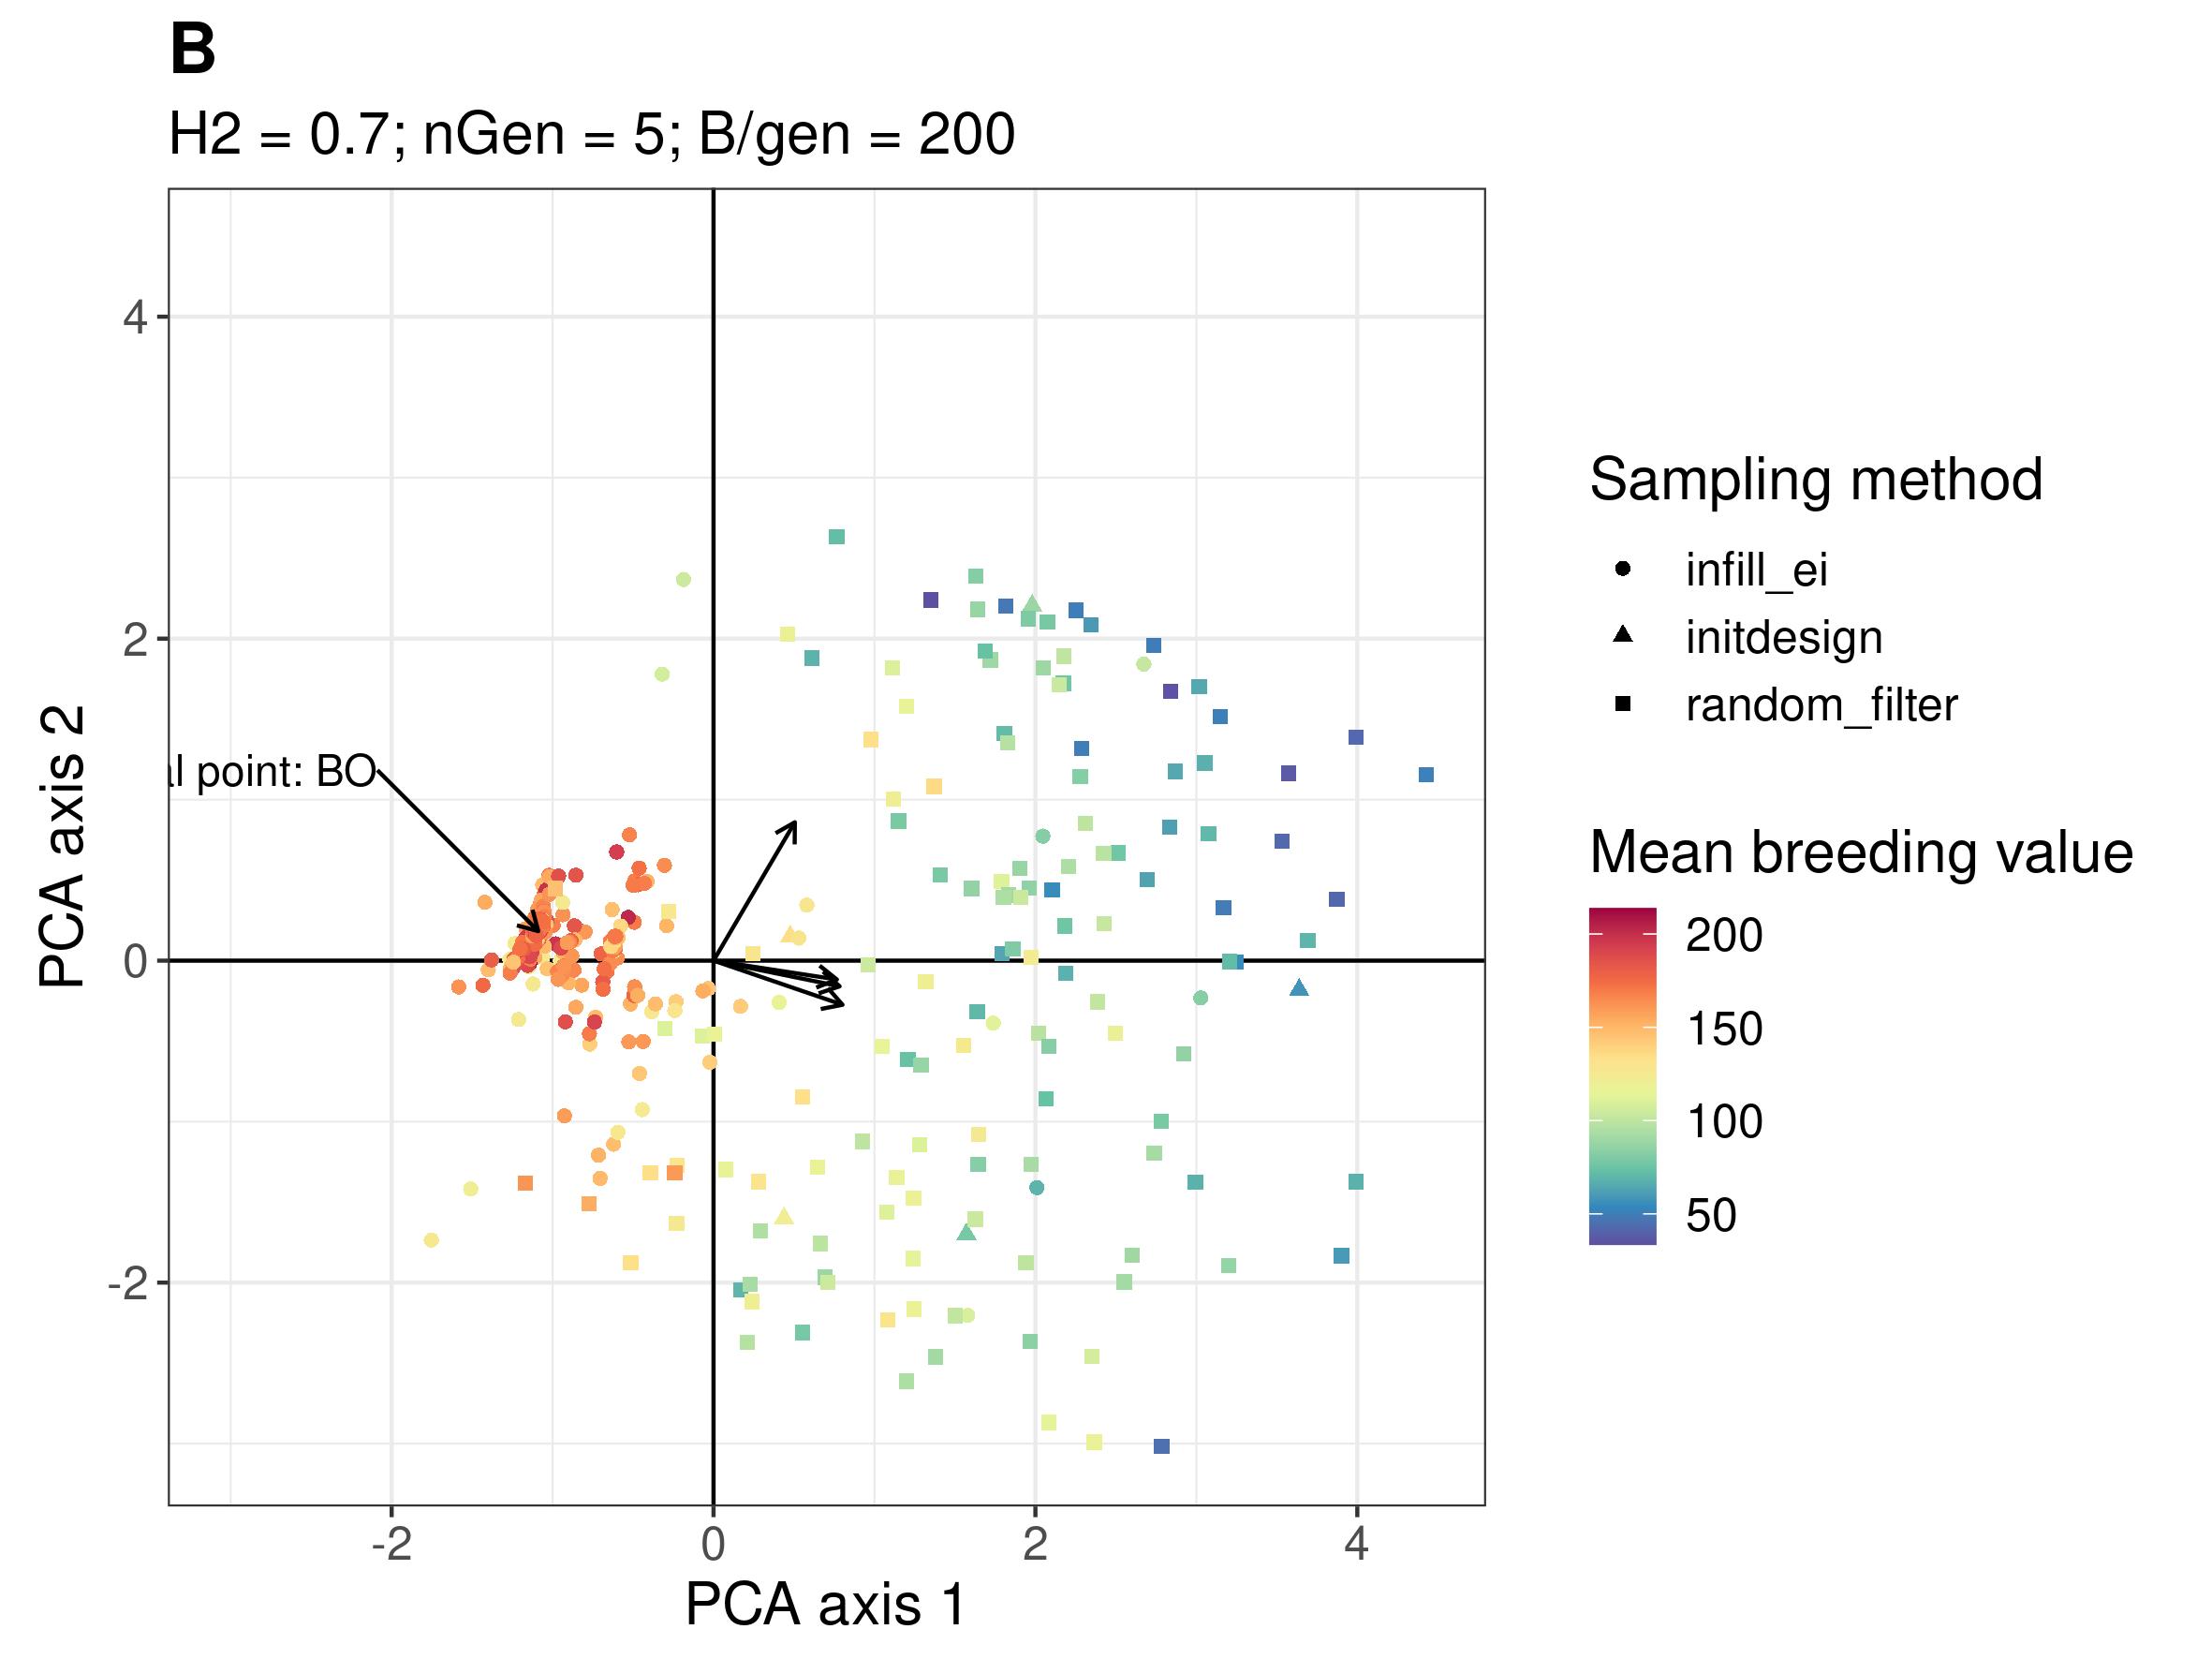 B
H2 = 0.7; nGen = 5; B/gen = 200
PCA axis 2
4
2
0
-2
point: BO
-2
0
2
4
PCA axis 1
Sampling method
infill_ei
initdesign
random_filter
Mean breeding value
200
150
100
50